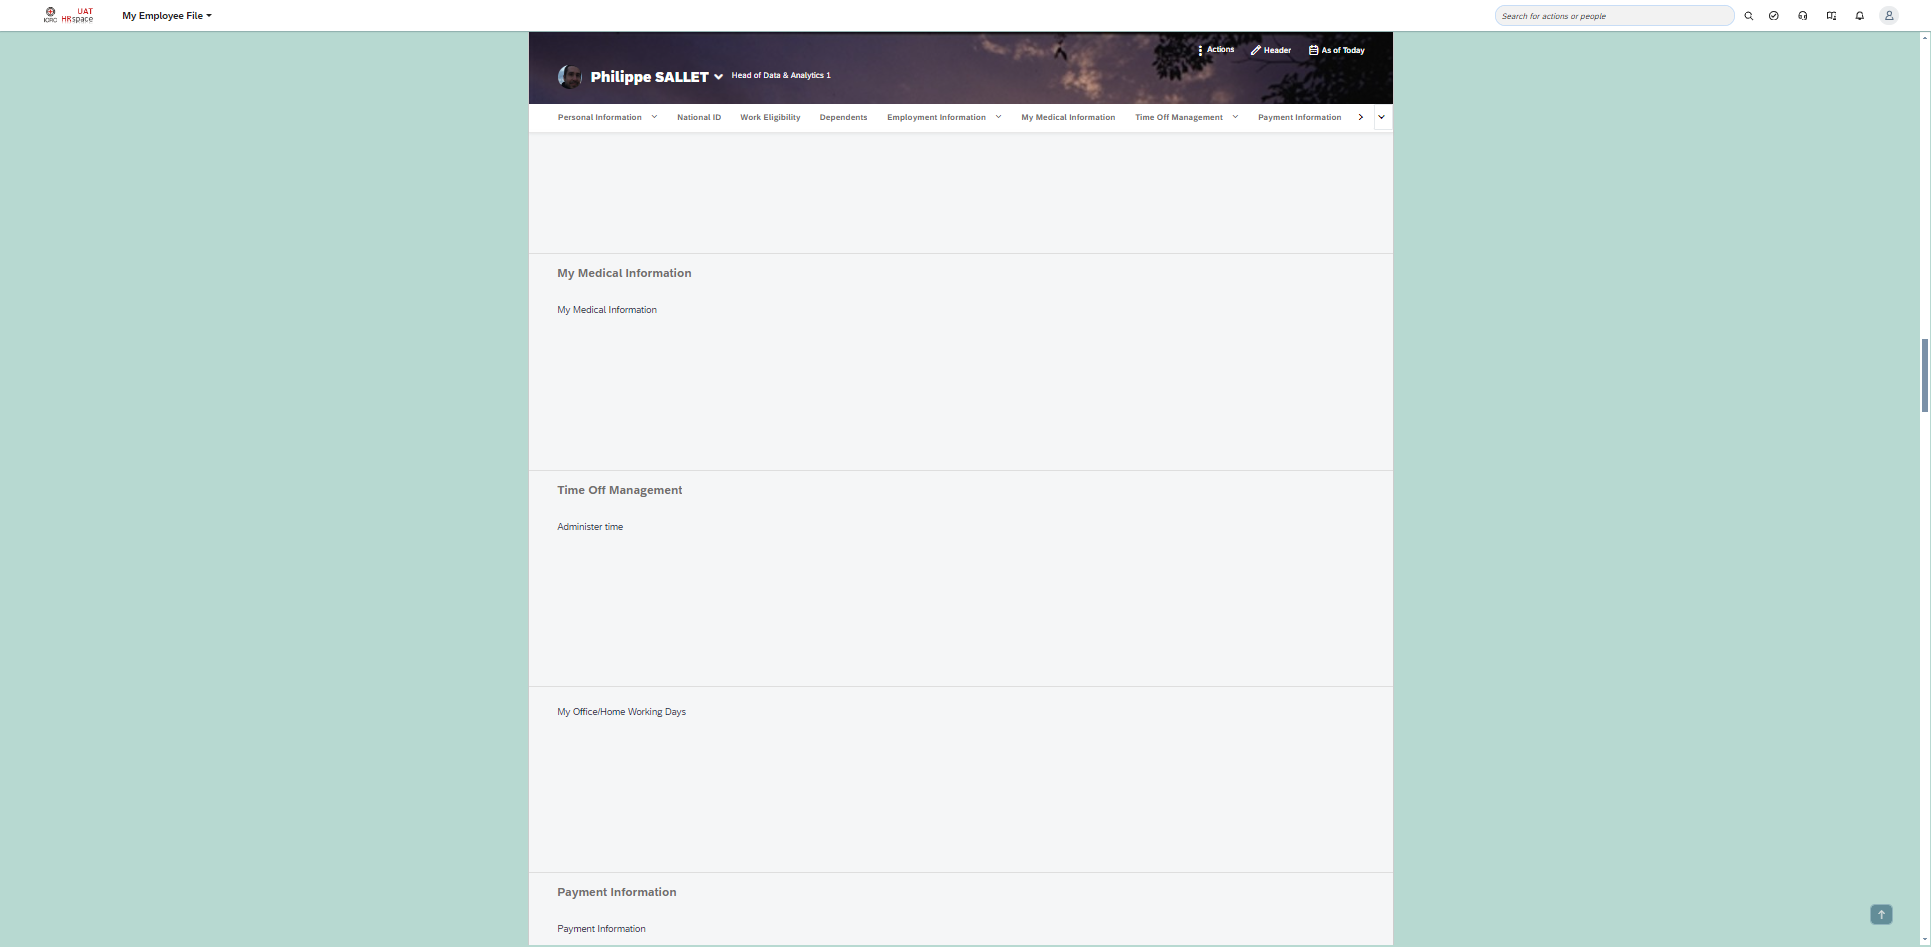 ICRC
UAT
HRspace
My Employee File
Search for actions or people
Actions
Header
As of Today
Philippe SALLET
Head of Data & Analytics 1
Personal Information
National ID
Work Eligibility
Dependents
Employment Information
My Medical Information
Time Off Management
Payment Information
My Medical Information
My Medical Information
Time Off Management
Administer time
My Office/Home Working Days
Payment Information
Payment Information